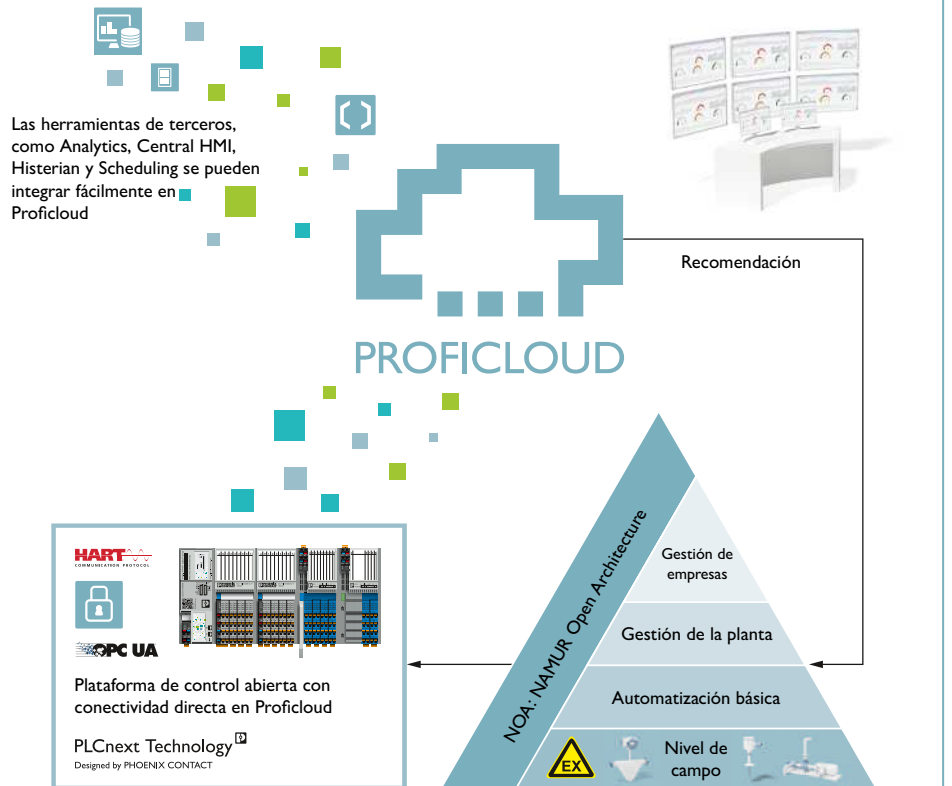 Las herramientas de terceros,
como Analytics, Central HMI,
Histerian y Scheduling se pueden
integrar fácilmente en
Proficloud
Recomendación
PROFICLOUD
NOA: NAMUR Open Architecture
Gestión de
empresas
Gestión de la planta
Automatización básica
Nivel de
campo
EX
HART
COMMUNICATION PROTOCOL
OPC UA
Plataforma de control abierta con
conectividad directa en Proficloud
PLCnext Technology
Designed by PHOENIX CONTACT